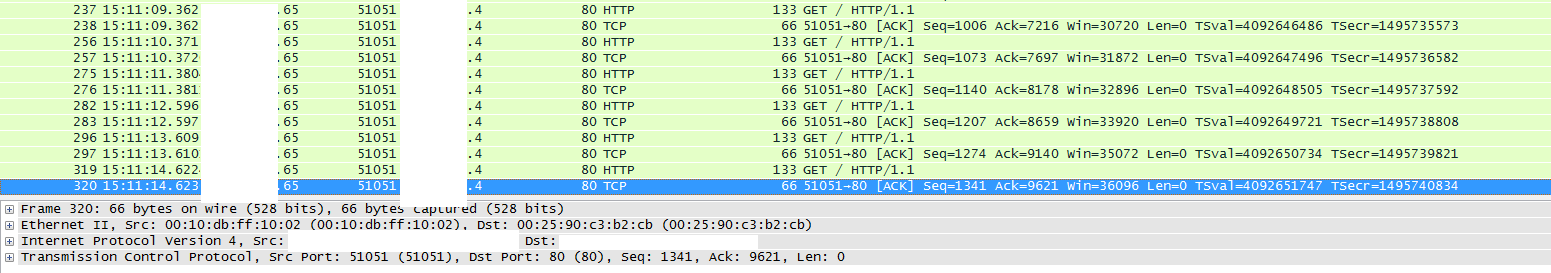 237 15:11:09.362 .65 51051 .4 80 HTTP 133 GET / HTTP/1.1
238 15:11:09.362 .65 51051 .4 80 TCP 66 51051→80 [ACK] Seq=1006 Ack=7216 Win=30720 Len=0 TSval=4092646486 TSecr=1495735573
256 15:11:10.371 .65 51051 .4 80 HTTP 133 GET / HTTP/1.1
257 15:11:10.372 .65 51051 .4 80 TCP 66 51051→80 [ACK] Seq=1073 Ack=7697 Win=31872 Len=0 TSval=4092647496 TSecr=1495736582
275 15:11:11.380 .65 51051 .4 80 HTTP 133 GET / HTTP/1.1
276 15:11:11.381 .65 51051 .4 80 TCP 66 51051→80 [ACK] Seq=1140 Ack=8178 Win=32896 Len=0 TSval=4092648505 TSecr=1495737592
282 15:11:12.596 .65 51051 .4 80 HTTP 133 GET / HTTP/1.1
283 15:11:12.597 .65 51051 .4 80 TCP 66 51051→80 [ACK] Seq=1207 Ack=8659 Win=33920 Len=0 TSval=4092649721 TSecr=1495738808
296 15:11:13.609 .65 51051 .4 80 HTTP 133 GET / HTTP/1.1
297 15:11:13.610 .65 51051 .4 80 TCP 66 51051→80 [ACK] Seq=1274 Ack=9140 Win=35072 Len=0 TSval=4092650734 TSecr=1495739821
319 15:11:14.622 .65 51051 .4 80 HTTP 133 GET / HTTP/1.1
320 15:11:14.623 .65 51051 .4 80 TCP 66 51051→80 [ACK] Seq=1341 Ack=9621 Win=36096 Len=0 TSval=4092651747 TSecr=1495740834
Frame 320: 66 bytes on wire (528 bits), 66 bytes captured (528 bits)
Ethernet II, Src: 00:10:db:ff:10:02 (00:10:db:ff:10:02), Dst: 00:25:90:c3:b2:cb (00:25:90:c3:b2:cb)
Internet Protocol Version 4, Src: Dst:
Transmission Control Protocol, Src Port: 51051 (51051), Dst Port: 80 (80), Seq: 1341, Ack: 9621, Len: 0